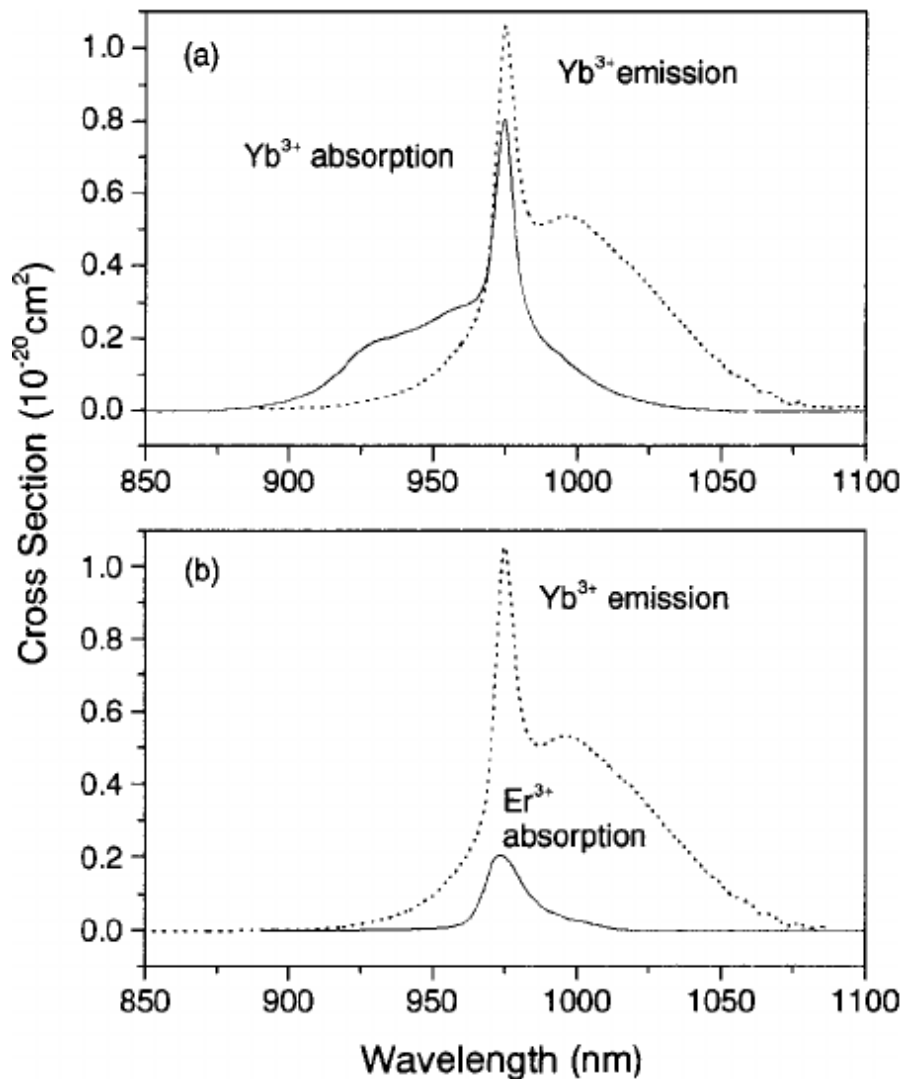 Cross Section (10⁻²⁰cm²)
(a)
Yb³⁺ emission
Yb³⁺ absorption
1.0
0.8
0.6
0.4
0.2
0.0
850 900 950 1000 1050 1100
(b)
Yb³⁺ emission
Er³⁺
absorption
1.0
0.8
0.6
0.4
0.2
0.0
850 900 950 1000 1050 1100
Wavelength (nm)